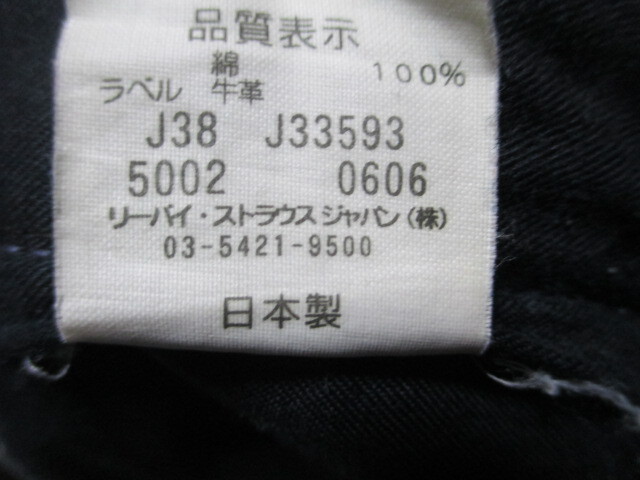 品質表示
綿 100%
ラベル 牛革
J38 J33593
5002 0606
リーバイ・ストラウスジャパン(株)
03-5421-9500
日本製